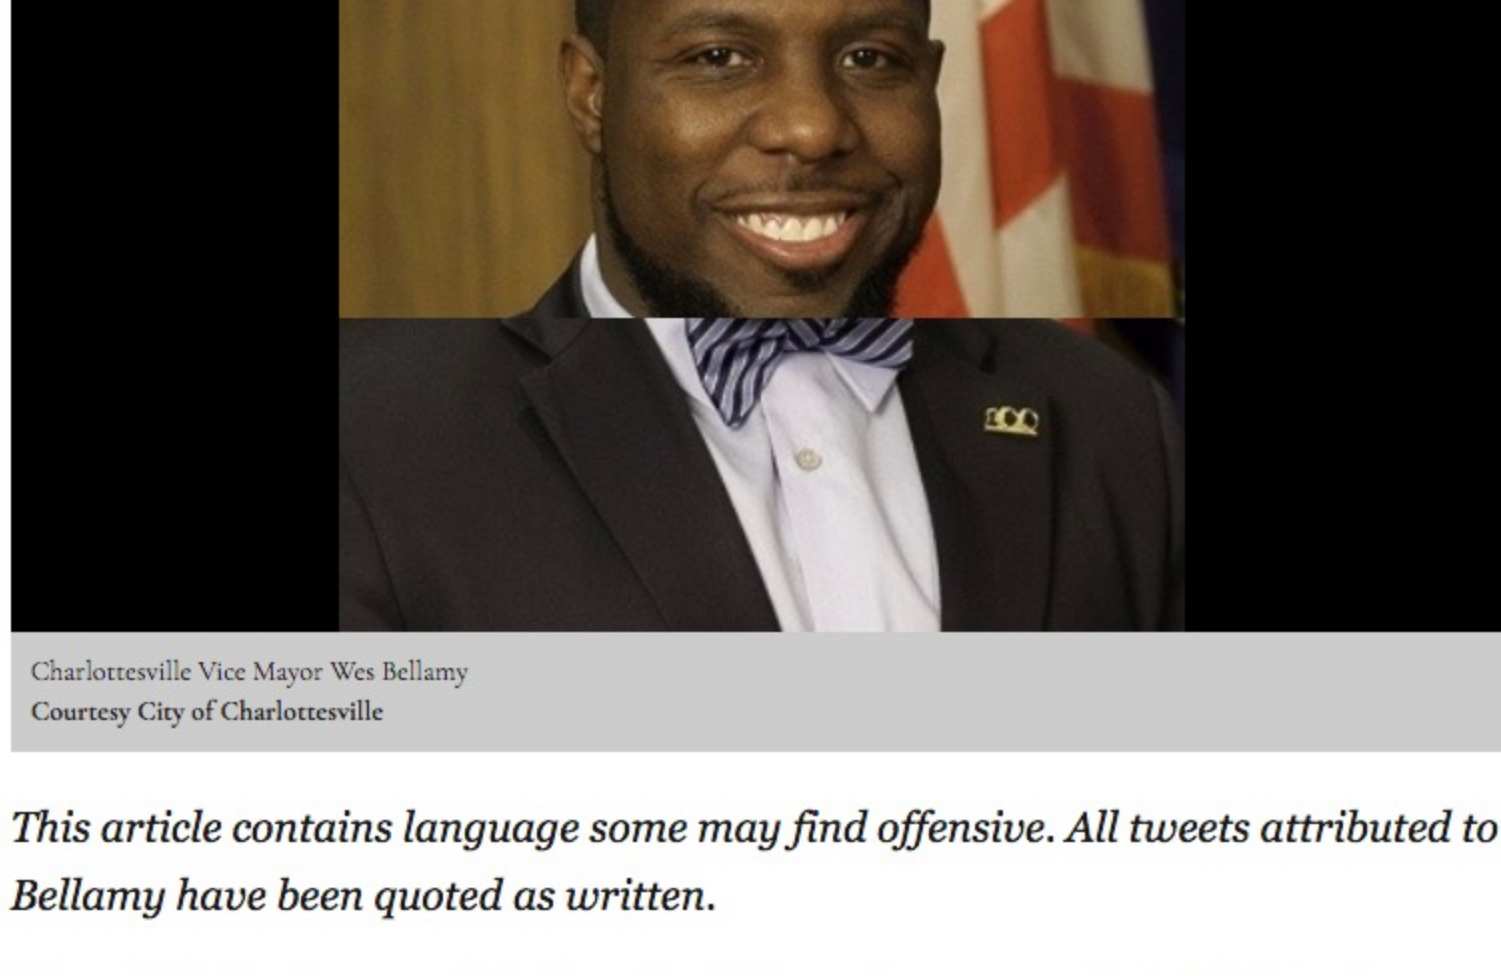 100
Charlottesville Vice Mayor Wes Bellamy
Courtesy City of Charlottesville
This article contains language some may find offensive. All tweets attributed to
Bellamy have been quoted as written.